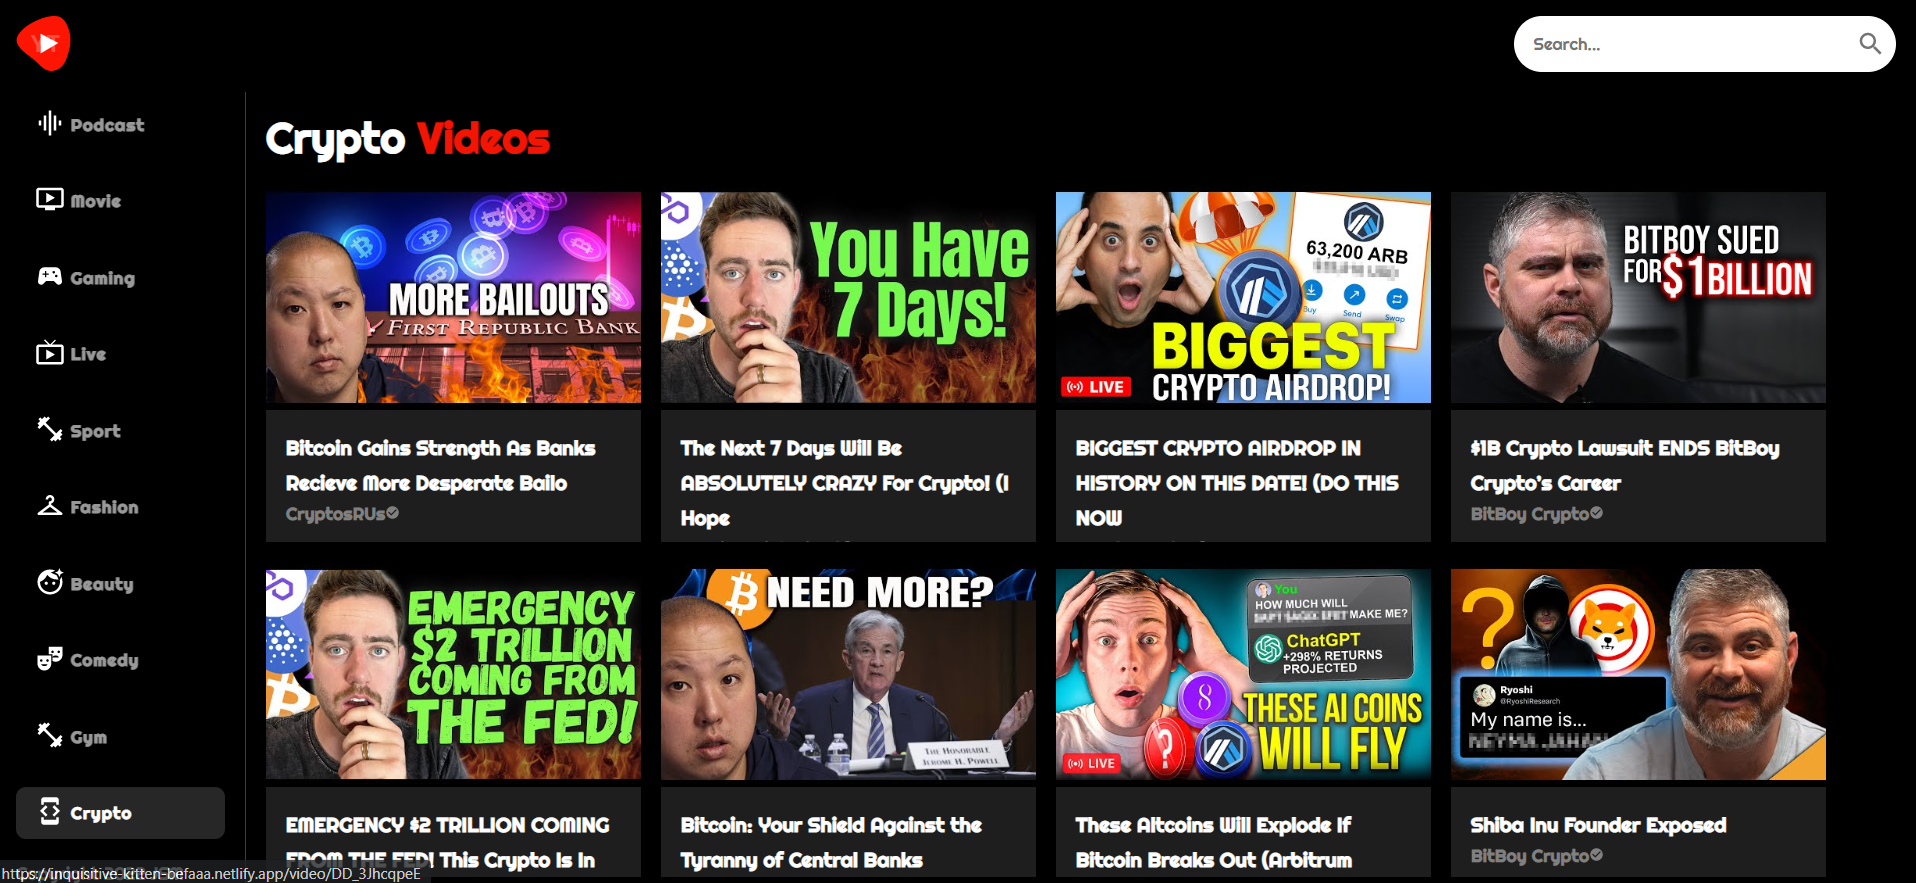 Search...
Podcast
Movie
Gaming
Live
Sport
Fashion
Beauty
Comedy
Gym
Crypto
Crypto Videos
MORE BAILOUTS
FIRST REPUBLIC BANK
Bitcoin Gains Strength As Banks
Recieve More Desperate Bailo
CryptosRUs
You Have
7 Days!
The Next 7 Days Will Be
ABSOLUTELY CRAZY For Crypto! (I
Hope
63,200 ARB
Buy
Send
Swap
BIGGEST
CRYPTO AIRDROP!
LIVE
BIGGEST CRYPTO AIRDROP IN
HISTORY ON THIS DATE! (DO THIS
NOW
BITBOY SUED
FOR $1 BILLION
$1B Crypto Lawsuit ENDS BitBoy
Crypto's Career
BitBoy Crypto
EMERGENCY
$2 TRILLION
COMING FROM
THE FED!
EMERGENCY $2 TRILLION COMING
FROM THE FED! This Crypto Is In
NEED MORE?
THE HONORABLE
JEROME H. POWELL
Bitcoin: Your Shield Against the
Tyranny of Central Banks
You
HOW MUCH WILL
MAKE ME?
ChatGPT
+298% RETURNS
PROJECTED
THESE AI COINS
WILL FLY
LIVE
These Altcoins Will Explode If
Bitcoin Breaks Out (Arbitrum
Ryoshi
@RyoshiResearch
My name is...
Shiba Inu Founder Exposed
BitBoy Crypto
https://inquisitive-kitten-befaaa.netlify.app/video/DD_3JhcqpeE